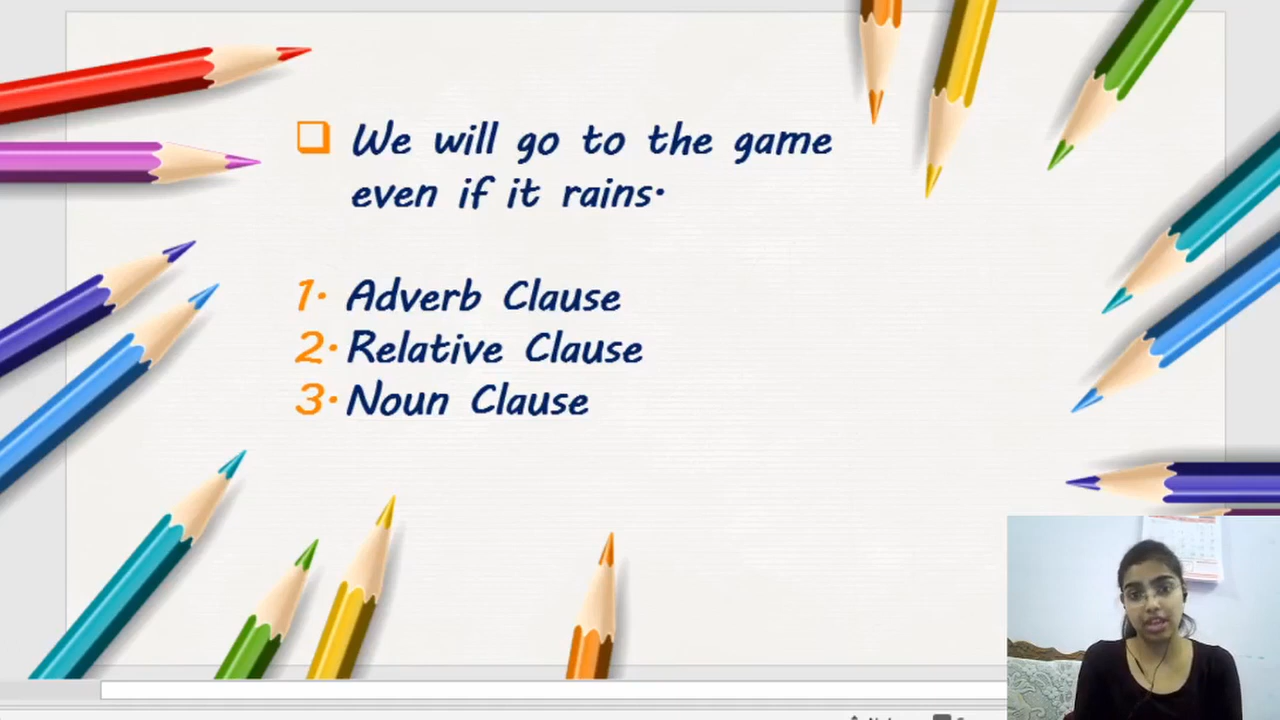 We will go to the game
even if it rains.
1. Adverb Clause
2. Relative Clause
3. Noun Clause